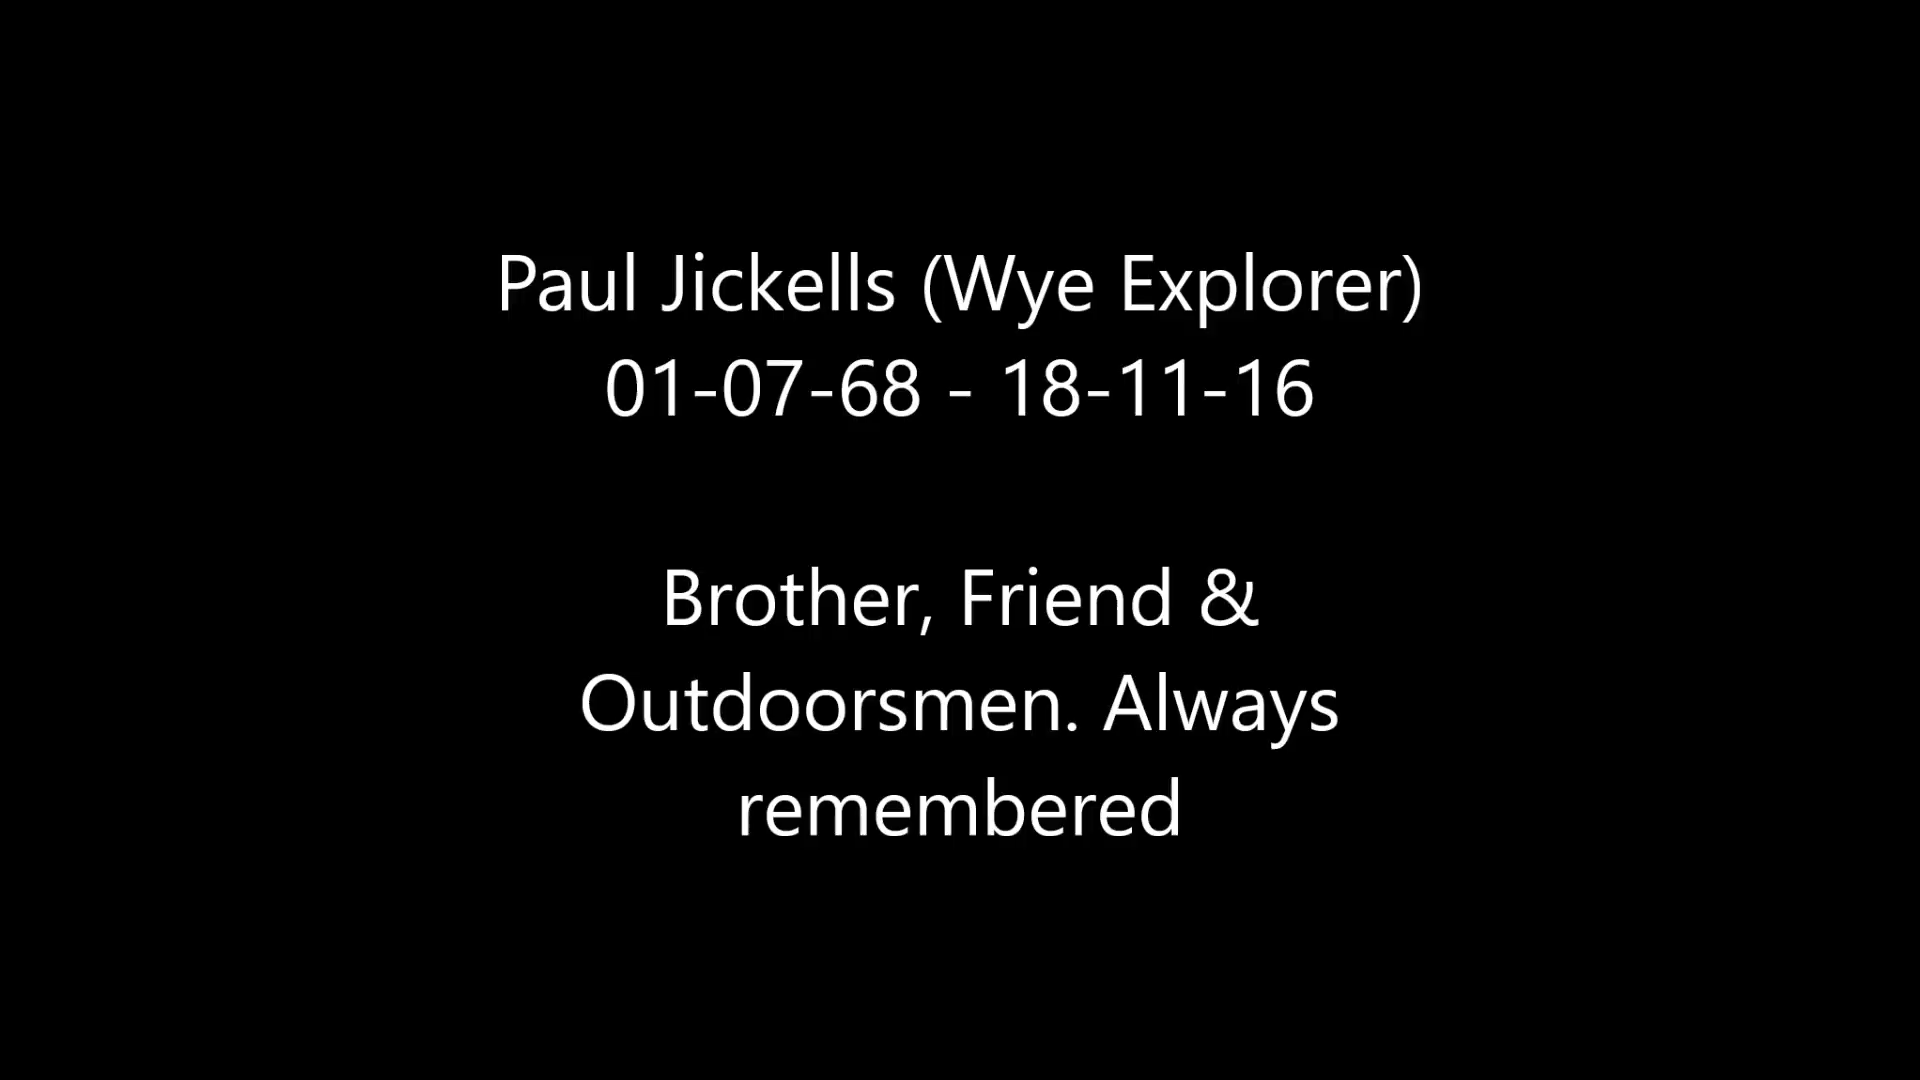 Paul Jickells (Wye Explorer)
01-07-68 - 18-11-16
Brother, Friend &
Outdoorsmen. Always
remembered